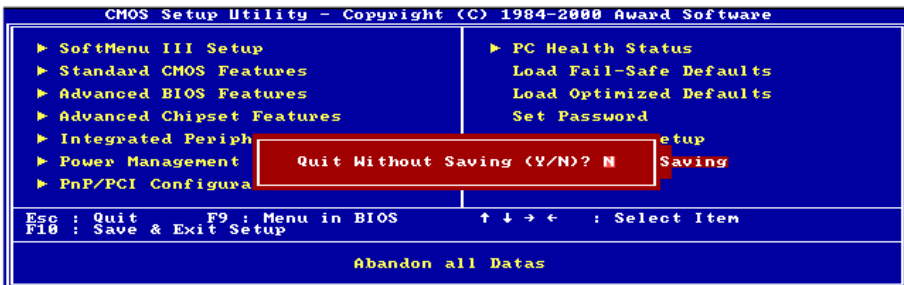 CMOS Setup Utility - Copyright (C) 1984-2000 Award Software
► SoftMenu III Setup
► Standard CMOS Features
► Advanced BIOS Features
► Advanced Chipset Features
► Integrated Periph
► Power Management
► PnP/PCI Configura
► PC Health Status
Load Fail-Safe Defaults
Load Optimized Defaults
Set Password
etup
Saving
Quit Without Saving (Y/N)? N
Esc : Quit F9 : Menu in BIOS ↑ ↓ → ← : Select Item
F10 : Save & Exit Setup
Abandon all Datas